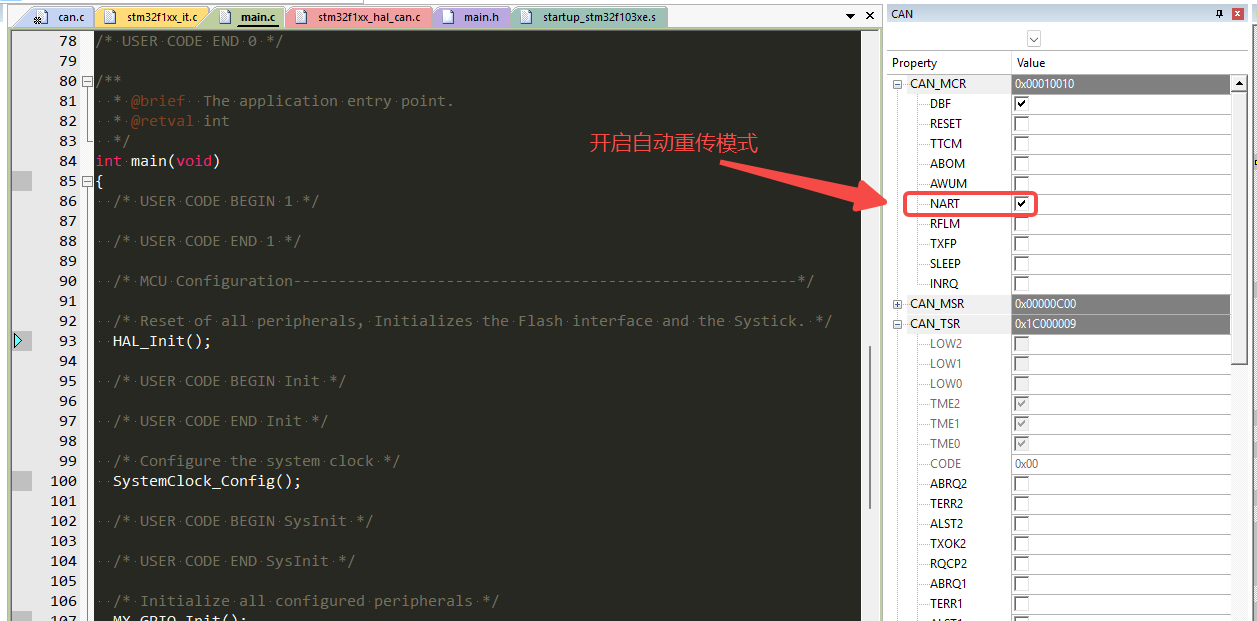 can.c stm32f1xx_it.c main.c stm32f1xx_hal_can.c main.h startup_stm32f103xe.s
78 /* USER CODE END 0 */
79
80 /**
81 * @brief The application entry point.
82 * @retval int
83 */
84 int main(void)
85 {
86 /* USER CODE BEGIN 1 */
87
88 /* USER CODE END 1 */
89
90 /* MCU Configuration--------------------------------------------------------*/
91
92 /* Reset of all peripherals, Initializes the Flash interface and the Systick. */
93 HAL_Init();
94
95 /* USER CODE BEGIN Init */
96
97 /* USER CODE END Init */
98
99 /* Configure the system clock */
100 SystemClock_Config();
101
102 /* USER CODE BEGIN SysInit */
103
104 /* USER CODE END SysInit */
105
106 /* Initialize all configured peripherals */
107 MX_GPIO_Init();
开启自动重传模式
CAN
Property Value
CAN_MCR 0x00010010
DBF
RESET
TTCM
ABOM
AWUM
NART
RFLM
TXFP
SLEEP
INRQ
CAN_MSR 0x00000C00
CAN_TSR 0x1C000009
LOW2
LOW1
LOW0
TME2
TME1
TME0
CODE 0x00
ABRQ2
TERR2
ALST2
TXOK2
RQCP2
ABRQ1
TERR1
ALST1